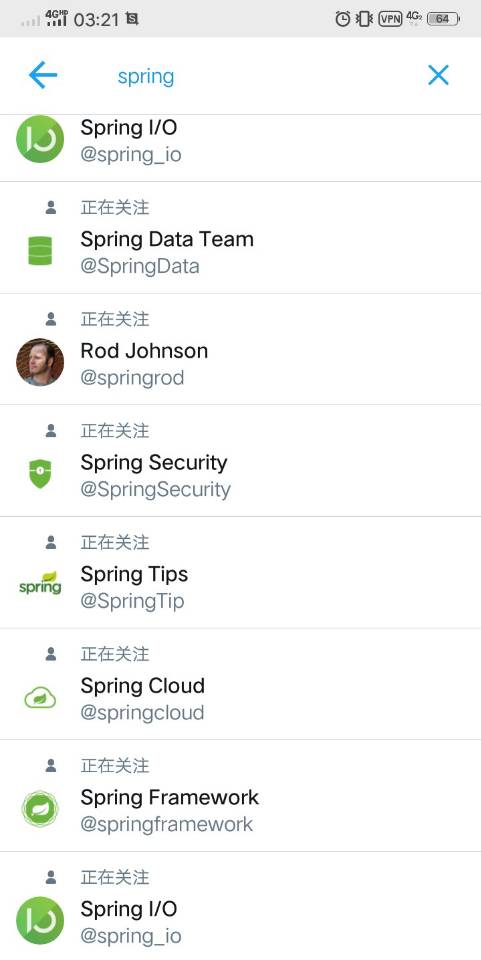 4GHD 03:21 VPN 4G2 64
spring
Spring I/O
@spring_io
正在关注
Spring Data Team
@SpringData
正在关注
Rod Johnson
@springrod
正在关注
Spring Security
@SpringSecurity
正在关注
spring
Spring Tips
@SpringTip
正在关注
Spring Cloud
@springcloud
正在关注
Spring Framework
@springframework
正在关注
Spring I/O
@spring_io